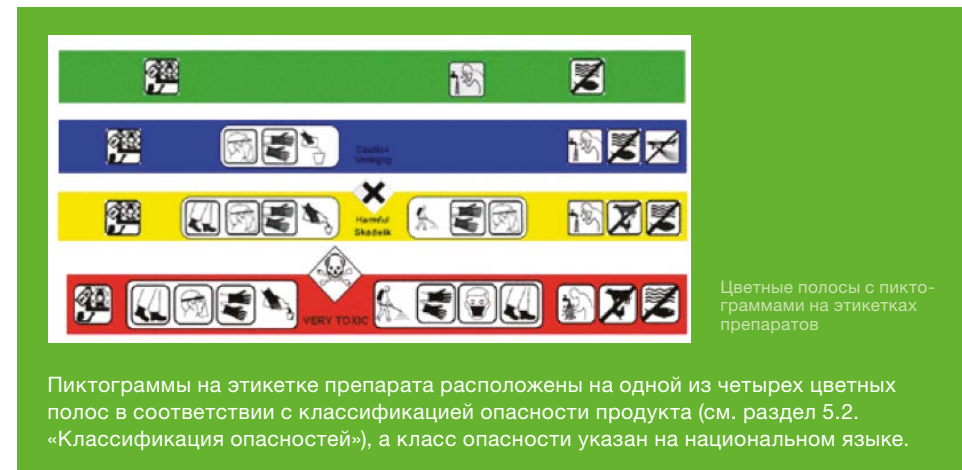 Caution
Harmful
Skadelik
VERY TOXIC
Цветные полосы с пикто-
граммами на этикетках
препаратов
Пиктограммы на этикетке препарата расположены на одной из четырех цветных
полос в соответствии с классификацией опасности продукта (см. раздел 5.2.
«Классификация опасностей»), а класс опасности указан на национальном языке.